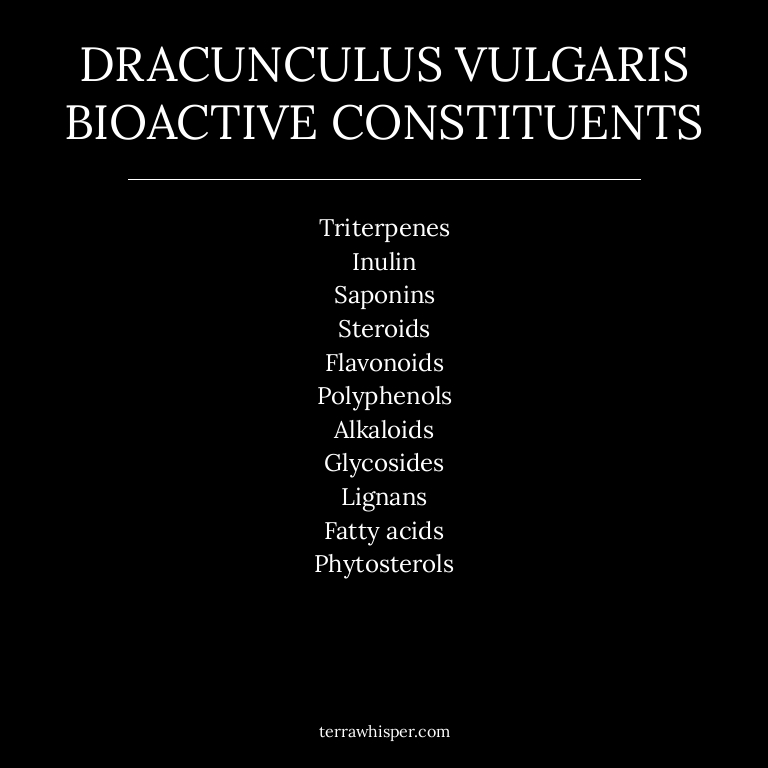 DRACUNCULUS VULGARIS
BIOACTIVE CONSTITUENTS
Triterpenes
Inulin
Saponins
Steroids
Flavonoids
Polyphenols
Alkaloids
Glycosides
Lignans
Fatty acids
Phytosterols
terrawhisper.com